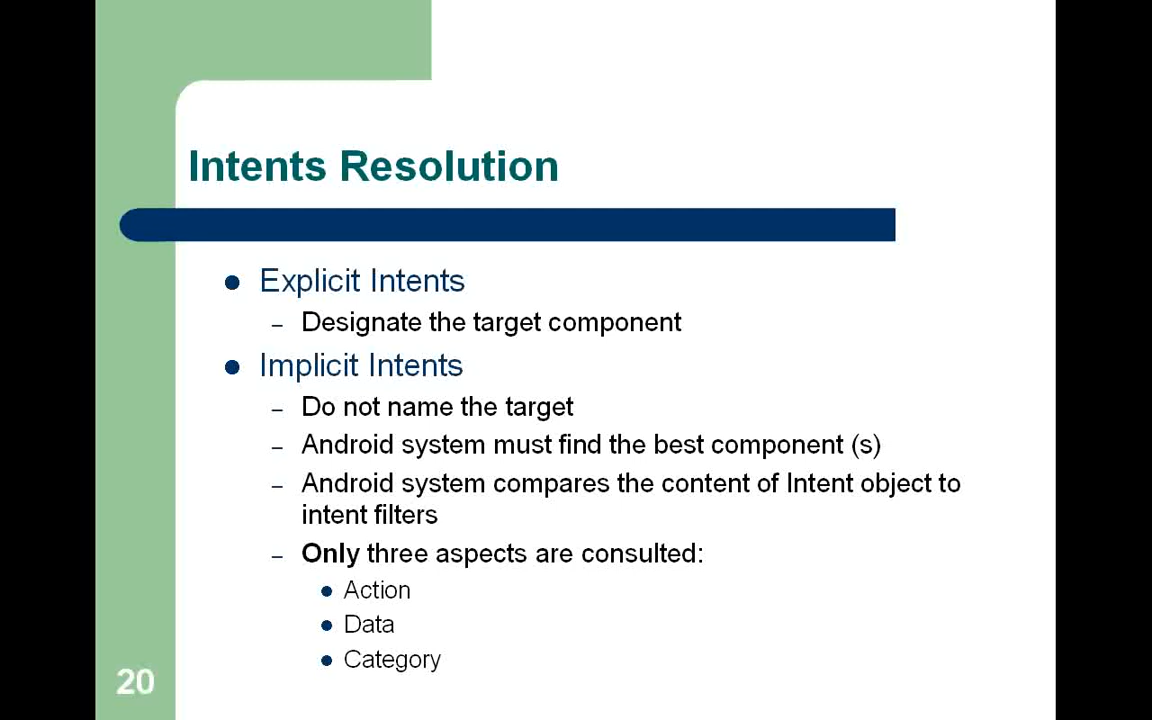 Intents Resolution
Explicit Intents
– Designate the target component
Implicit Intents
– Do not name the target
– Android system must find the best component (s)
– Android system compares the content of Intent object to
intent filters
– Only three aspects are consulted:
Action
Data
Category
20